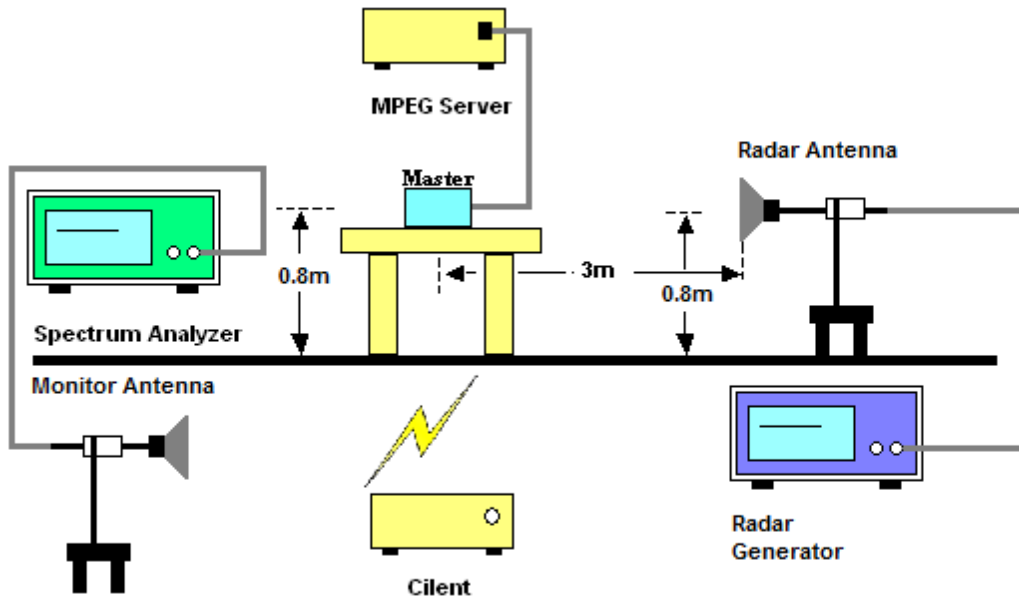 MPEG Server
Radar Antenna
Master
0.8m
3m
0.8m
Spectrum Analyzer
Monitor Antenna
Radar
Generator
Cilent